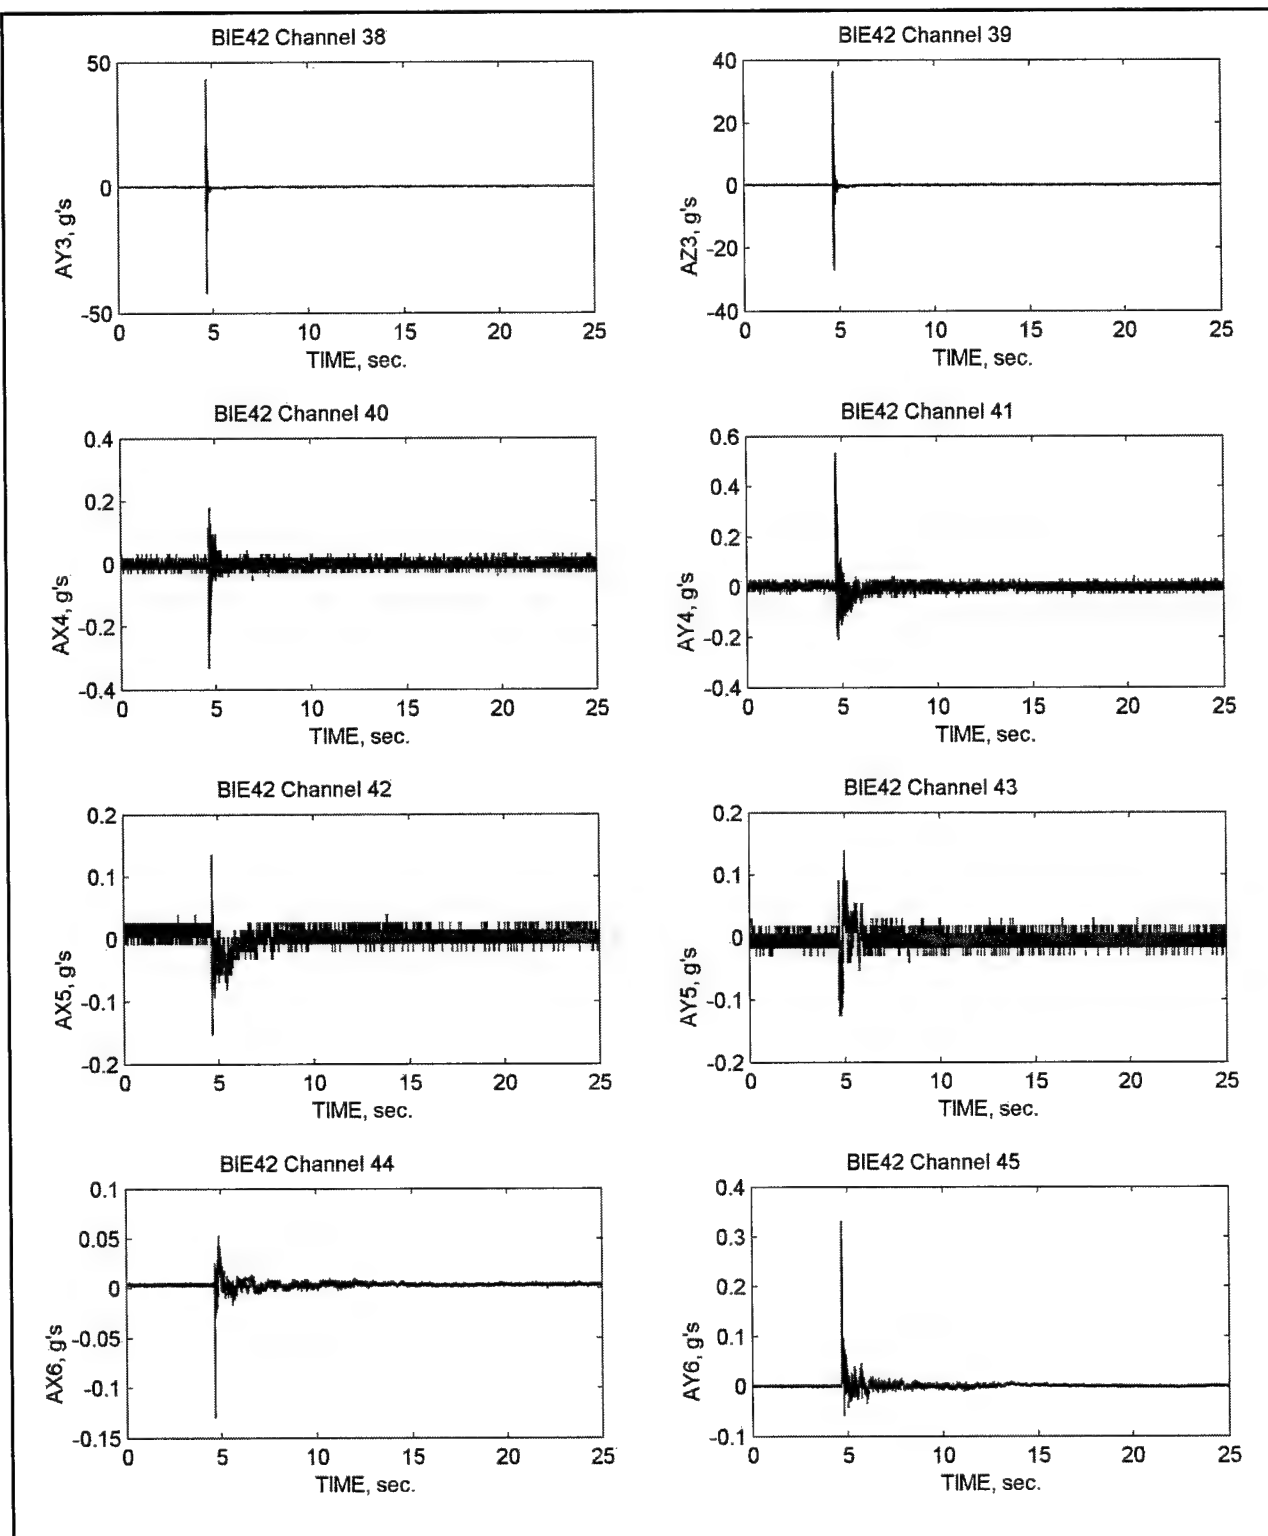 BIE42 Channel 38
50
0
-50
AY3, g's
0 5 10 15 20 25
TIME, sec.
BIE42 Channel 39
40
20
0
-20
-40
AZ3, g's
0 5 10 15 20 25
TIME, sec.
BIE42 Channel 40
0.4
0.2
0
-0.2
-0.4
AX4, g's
0 5 10 15 20 25
TIME, sec.
BIE42 Channel 41
0.6
0.4
0.2
0
-0.2
-0.4
AY4, g's
0 5 10 15 20 25
TIME, sec.
BIE42 Channel 42
0.2
0.1
0
-0.1
-0.2
AX5, g's
0 5 10 15 20 25
TIME, sec.
BIE42 Channel 43
0.2
0.1
0
-0.1
-0.2
AY5, g's
0 5 10 15 20 25
TIME, sec.
BIE42 Channel 44
0.1
0.05
0
-0.05
-0.1
-0.15
AX6, g's
0 5 10 15 20 25
TIME, sec.
BIE42 Channel 45
0.4
0.3
0.2
0.1
0
-0.1
AY6, g's
0 5 10 15 20 25
TIME, sec.